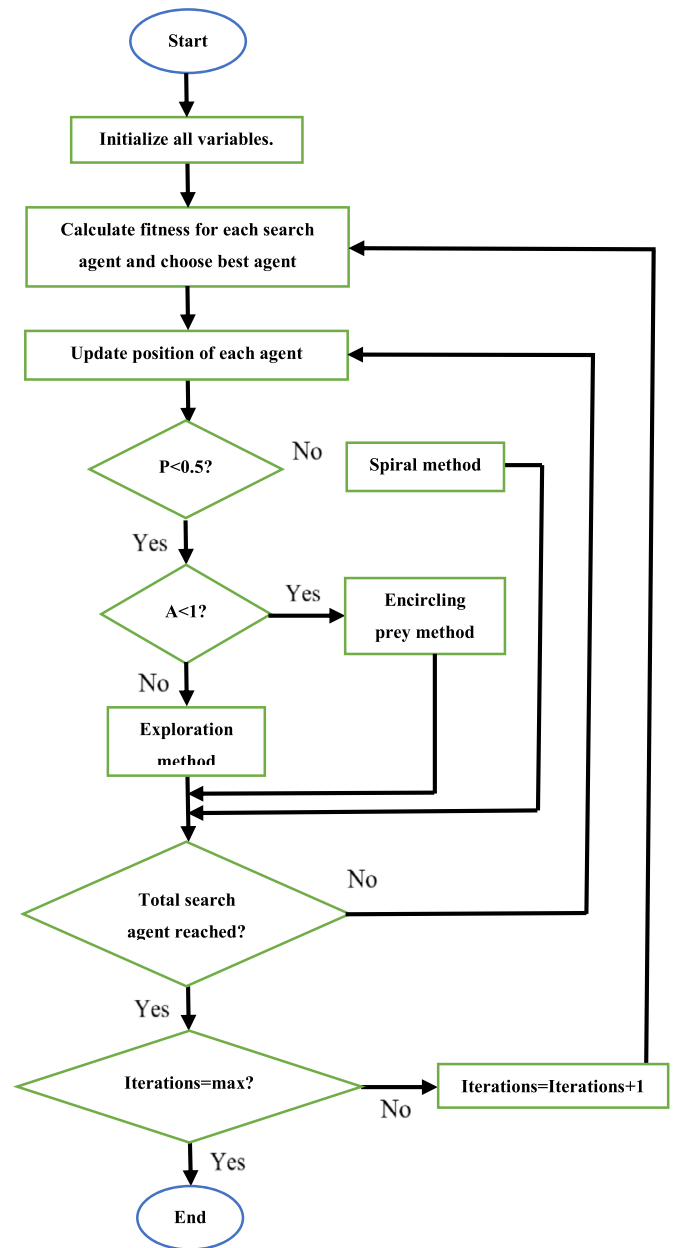 Start
Initialize all variables.
Calculate fitness for each search
agent and choose best agent
Update position of each agent
P<0.5?
No
Spiral method
Yes
A<1?
Yes
Encircling
prey method
No
Exploration
method
No
Total search
agent reached?
Yes
Iterations=max?
No
Iterations=Iterations+1
Yes
End